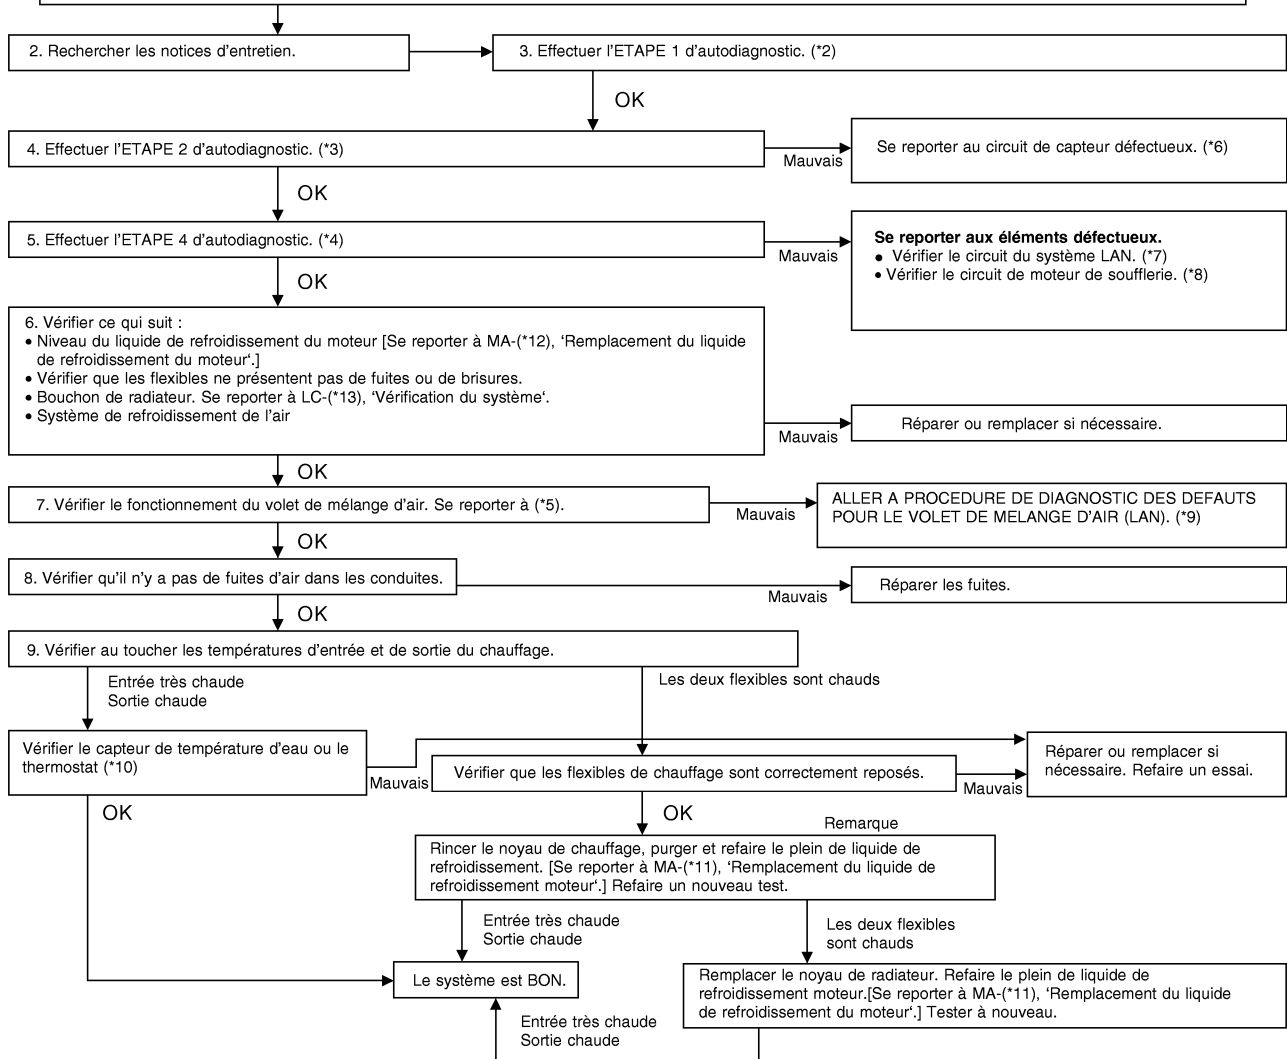 2. Rechercher les notices d'entretien.
3. Effectuer l'ETAPE 1 d'autodiagnostic. (*2)
OK
4. Effectuer l'ETAPE 2 d'autodiagnostic. (*3)
Mauvais
Se reporter au circuit de capteur défectueux. (*6)
OK
5. Effectuer l'ETAPE 4 d'autodiagnostic. (*4)
Mauvais
Se reporter aux éléments défectueux.
● Vérifier le circuit du système LAN. (*7)
● Vérifier le circuit de moteur de soufflerie. (*8)
OK
6. Vérifier ce qui suit :
● Niveau du liquide de refroidissement du moteur [Se reporter à MA-(*12), ‘Remplacement du liquide
de refroidissement du moteur‘.]
● Vérifier que les flexibles ne présentent pas de fuites ou de brisures.
● Bouchon de radiateur. Se reporter à LC-(*13), ‘Vérification du système‘.
● Système de refroidissement de l'air
Mauvais
Réparer ou remplacer si nécessaire.
OK
7. Vérifier le fonctionnement du volet de mélange d'air. Se reporter à (*5).
Mauvais
ALLER A PROCEDURE DE DIAGNOSTIC DES DEFAUTS
POUR LE VOLET DE MELANGE D'AIR (LAN). (*9)
OK
8. Vérifier qu'il n'y a pas de fuites d'air dans les conduites.
Mauvais
Réparer les fuites.
OK
9. Vérifier au toucher les températures d'entrée et de sortie du chauffage.
Entrée très chaude
Sortie chaude
Les deux flexibles sont chauds
Vérifier le capteur de température d'eau ou le
thermostat (*10)
Mauvais
Vérifier que les flexibles de chauffage sont correctement reposés.
Mauvais
Réparer ou remplacer si
nécessaire. Refaire un essai.
OK
OK
Remarque
Rincer le noyau de chauffage, purger et refaire le plein de liquide de
refroidissement. [Se reporter à MA-(*11), ‘Remplacement du liquide de
refroidissement moteur‘.] Refaire un nouveau test.
Entrée très chaude
Sortie chaude
Les deux flexibles
sont chauds
Le système est BON.
Remplacer le noyau de radiateur. Refaire le plein de liquide de
refroidissement moteur.[Se reporter à MA-(*11), ‘Remplacement du liquide
de refroidissement du moteur‘.] Tester à nouveau.
Entrée très chaude
Sortie chaude